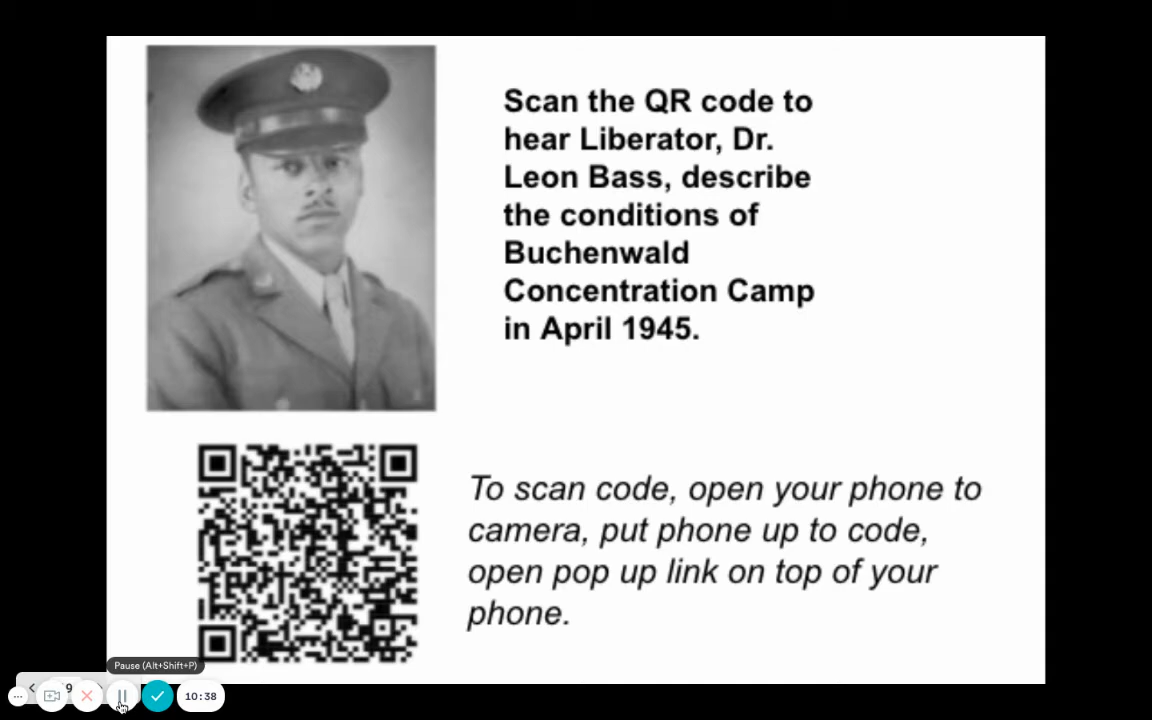 Scan the QR code to
hear Liberator, Dr.
Leon Bass, describe
the conditions of
Buchenwald
Concentration Camp
in April 1945.
To scan code, open your phone to
camera, put phone up to code,
open pop up link on top of your
phone.
Pause (Alt+Shift+P)
9
10:38